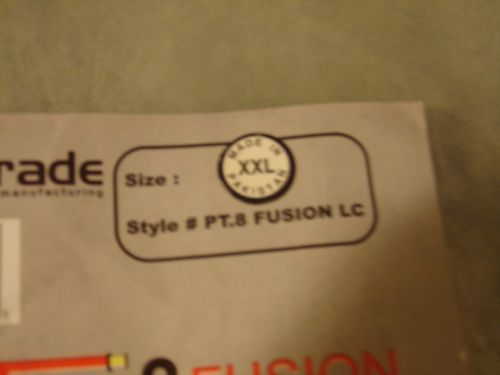 rade
manufacturing
Size :
MADE IN
XXL
PAKISTAN
Style # PT.8 FUSION LC
FUSION